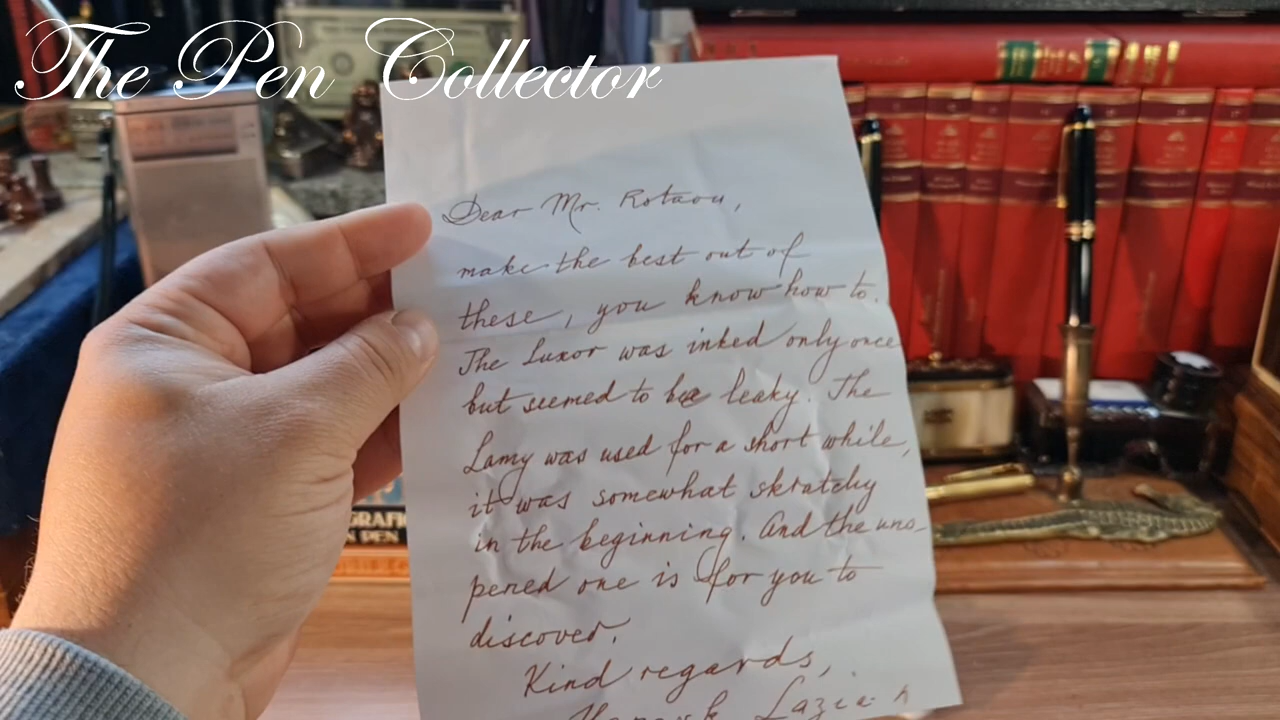 The Pen Collector
Dear Mr. Rotaou,
make the best out of
these, you know how to.
The Luxor was inked only once
but seemed to be leaky. The
Lamy was used for a short while,
it was somewhat skratchy
in the beginning. And the uno-
pened one is for you to
discover.
Kind regards,